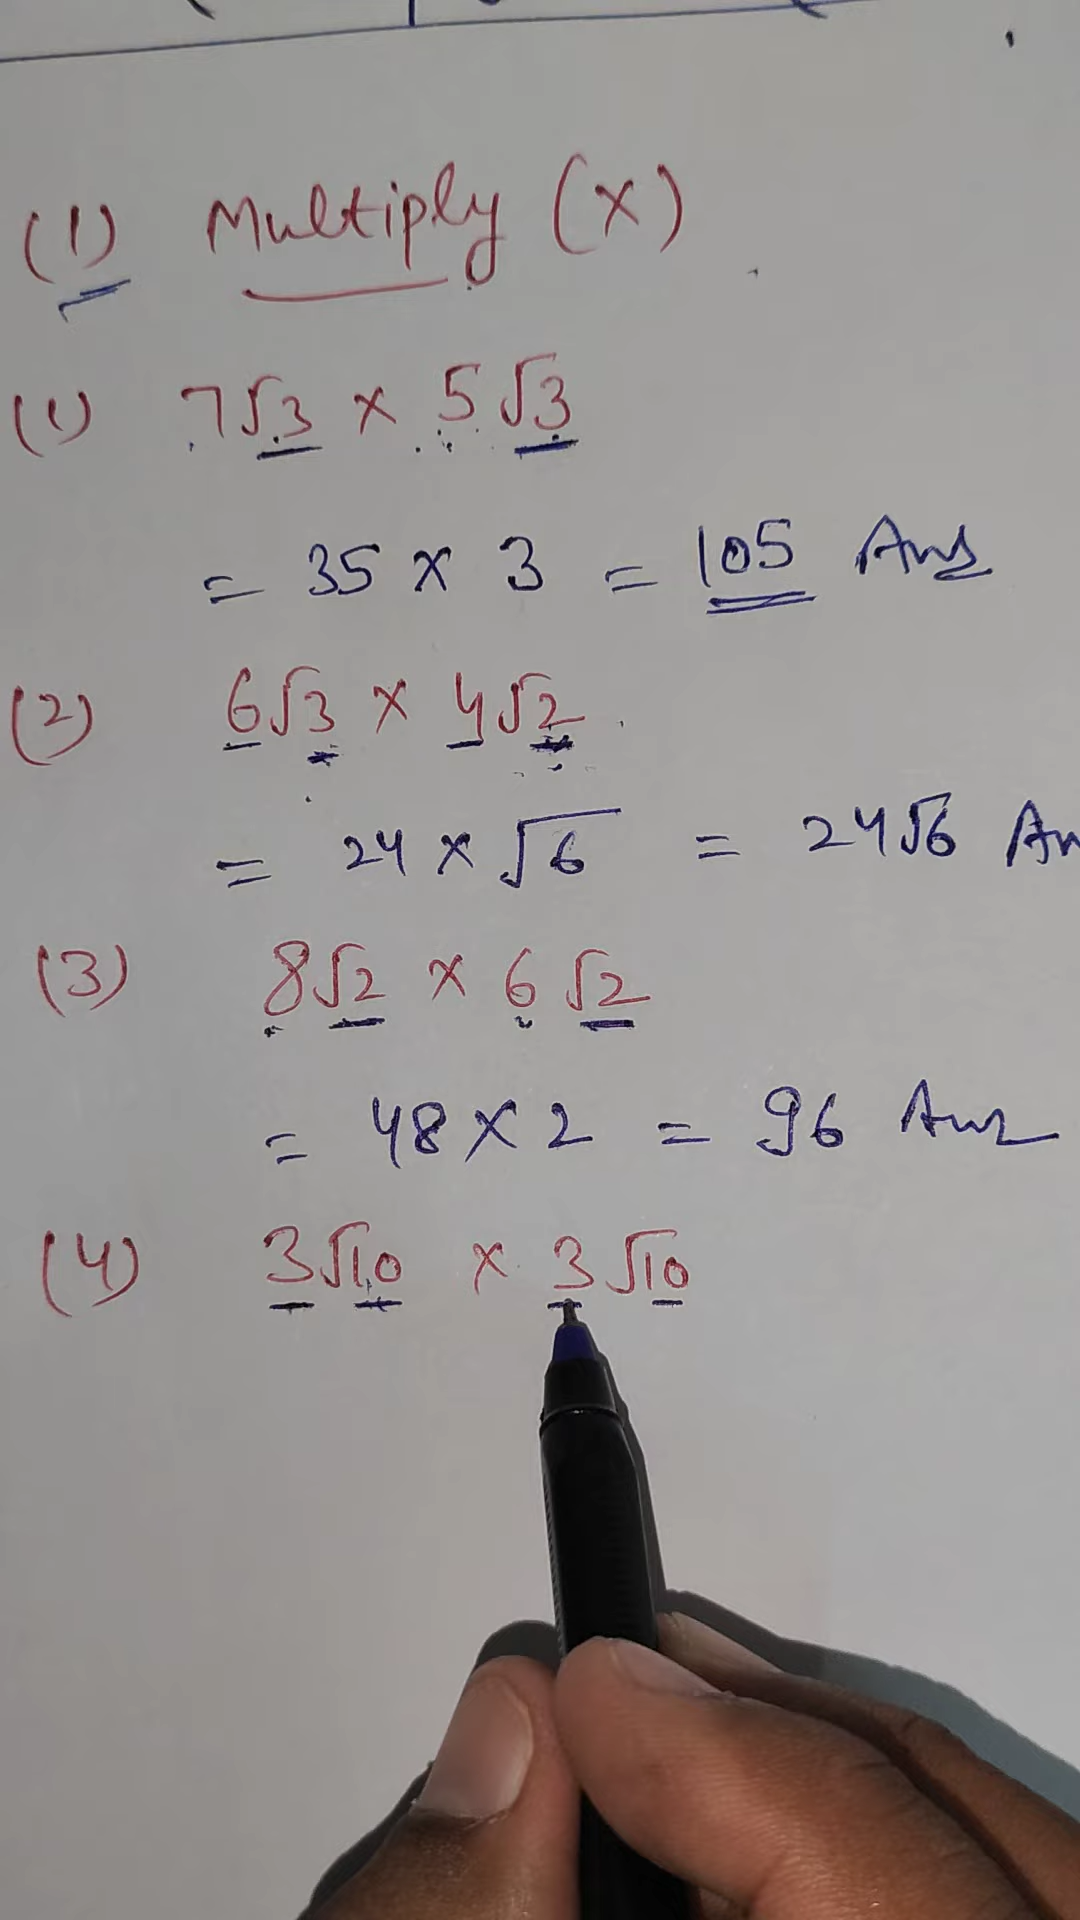 (1) Multiply (×)
(1) 7√3 × 5√3
= 35 × 3 = 105 Ans
(2) 6√3 × 4√2
= 24 × √6 = 24√6 An
(3) 8√2 × 6√2
= 48 × 2 = 96 Ans
(4) 3√10 × 3√10